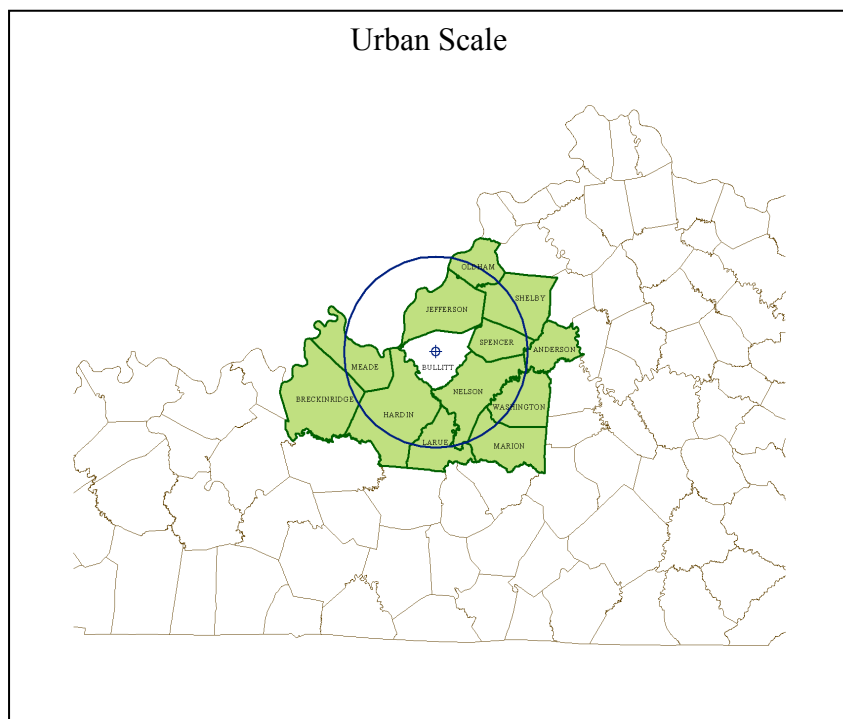 Urban Scale
OLDHAM
SHELBY
JEFFERSON
SPENCER
ANDERSON
MEADE
BULLITT
NELSON
BRECKINRIDGE
HARDIN
WASHINGTON
LARUE
MARION